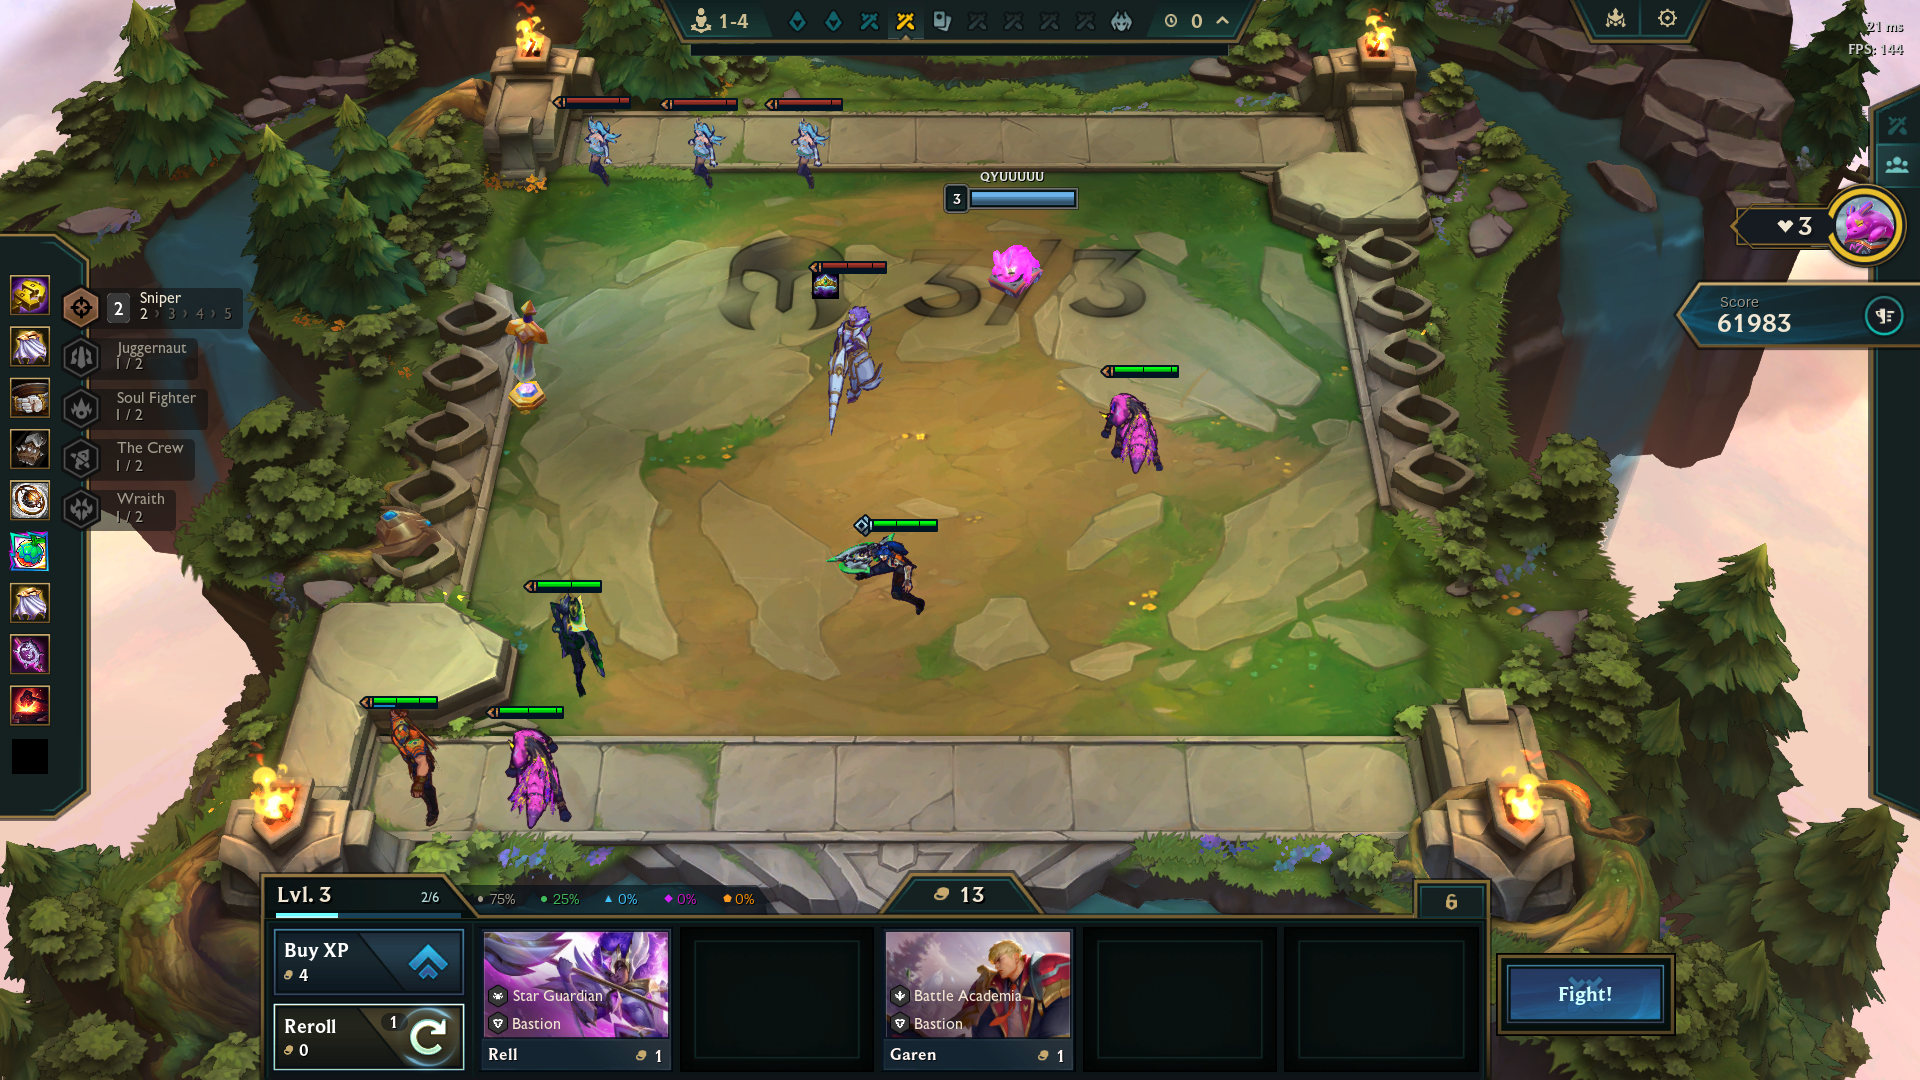 1-4
0
21 ms
FPS: 144
QYUUUUU
3
3/3
3
Score
61983
2
Sniper
2 › 3 › 4 › 5
Juggernaut
1 / 2
Soul Fighter
1 / 2
The Crew
1 / 2
Wraith
1 / 2
Lvl. 3
2/6
75%
25%
0%
0%
0%
13
6
Buy XP
4
Reroll
1
0
Star Guardian
Bastion
Rell
1
Battle Academia
Bastion
Garen
1
Fight!